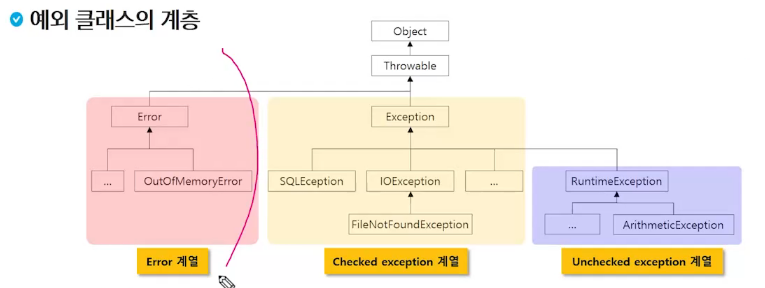 예외 클래스의 계층
Object
Throwable
Error
Exception
...
OutOfMemoryError
SQLEception
IOException
...
RuntimeException
FileNotFoundException
...
ArithmeticException
Error 계열
Checked exception 계열
Unchecked exception 계열